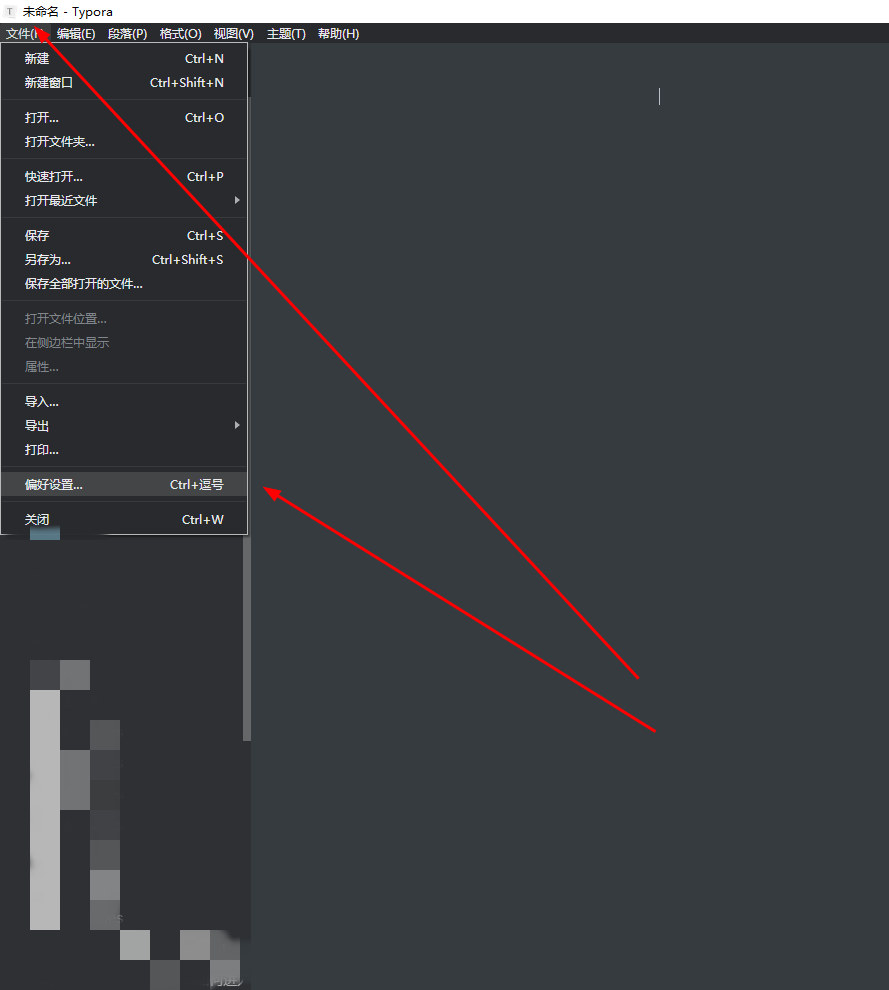 T 未命名 - Typora
文件(F) 编辑(E) 段落(P) 格式(O) 视图(V) 主题(T) 帮助(H)
新建 Ctrl+N
新建窗口 Ctrl+Shift+N
打开... Ctrl+O
打开文件夹...
快速打开... Ctrl+P
打开最近文件
保存 Ctrl+S
另存为... Ctrl+Shift+S
保存全部打开的文件...
打开文件位置...
在侧边栏中显示
属性...
导入...
导出
打印...
偏好设置... Ctrl+逗号
关闭 Ctrl+W